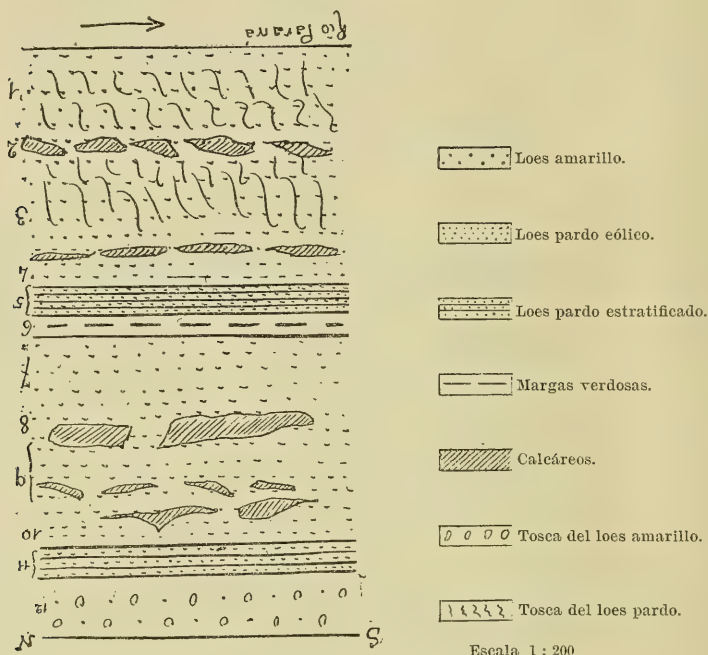 Río Paraná
1
2
3
4
5
6
7
8
9
10
11
12
N S
Loes amarillo.
Loes pardo eólico.
Loes pardo estratificado.
Margas verdosas.
Calcáreos.
Tosca del loes amarillo.
Tosca del loes pardo.
Escala 1 : 200